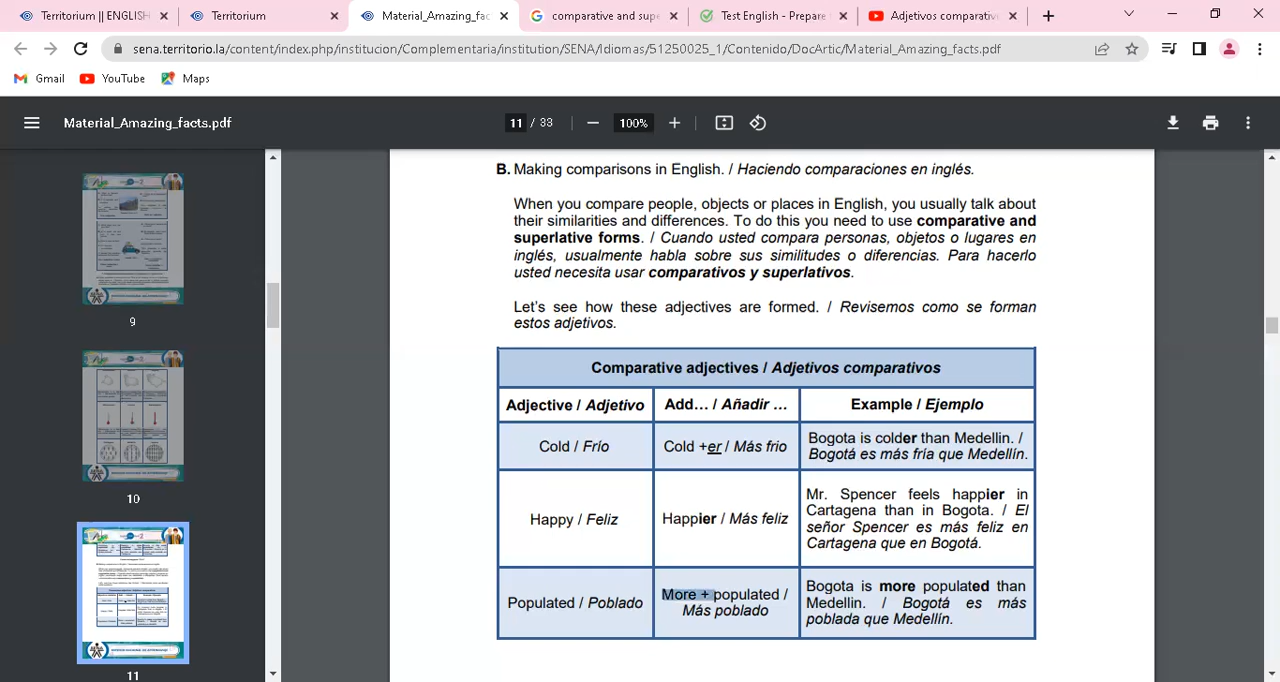 Territorium || ENGLISH
Territorium
Material_Amazing_fac
comparative and supe
Test English - Prepare
Adjetivos comparativ
sena.territorio.la/content/index.php/institucion/Complementaria/institution/SENA/Idiomas/51250025_1/Contenido/DocArtic/Material_Amazing_facts.pdf
Gmail YouTube Maps
Material_Amazing_facts.pdf 11 / 33 100%
9
10
11
B. Making comparisons in English. / Haciendo comparaciones en inglés.
When you compare people, objects or places in English, you usually talk about
their similarities and differences. To do this you need to use comparative and
superlative forms. / Cuando usted compara personas, objetos o lugares en
inglés, usualmente habla sobre sus similitudes o diferencias. Para hacerlo
usted necesita usar comparativos y superlativos.
Let's see how these adjectives are formed. / Revisemos como se forman
estos adjetivos.
Comparative adjectives / Adjetivos comparativos
Adjective / Adjetivo
Add… / Añadir …
Example / Ejemplo
Cold / Frío
Cold +er / Más frio
Bogota is colder than Medellin. /
Bogotá es más fría que Medellín.
Happy / Feliz
Happier / Más feliz
Mr. Spencer feels happier in
Cartagena than in Bogota. / El
señor Spencer es más feliz en
Cartagena que en Bogotá.
Populated / Poblado
More + populated /
Más poblado
Bogota is more populated than
Medellin. / Bogotá es más
poblada que Medellín.